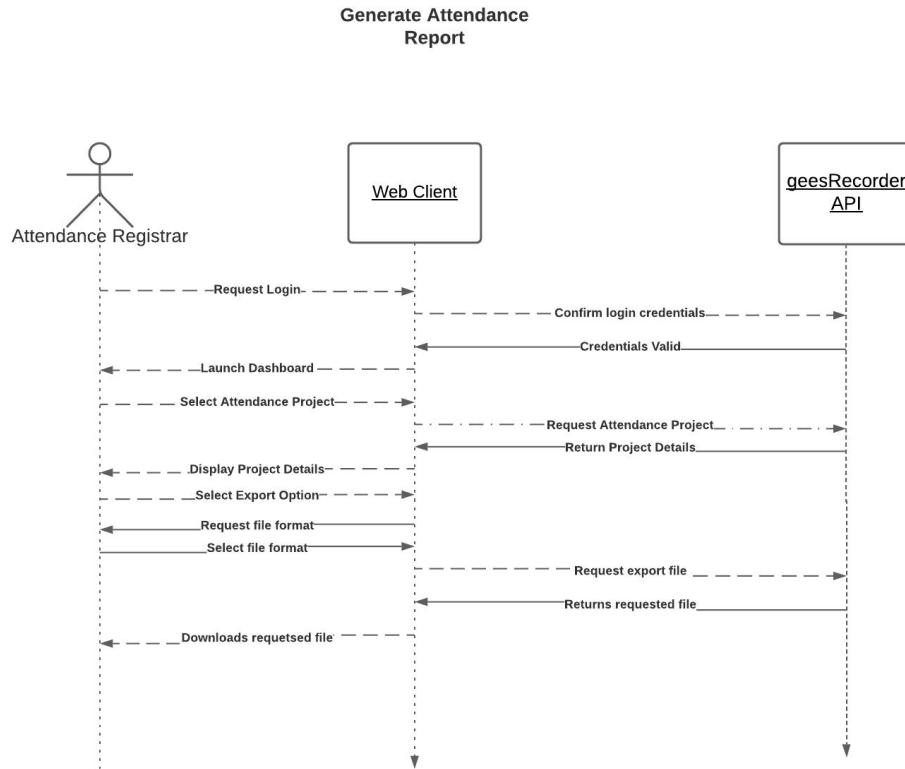 Generate Attendance
Report
Web Client
geesRecorder
API
Attendance Registrar
Request Login
Confirm login credentials
Credentials Valid
Launch Dashboard
Select Attendance Project
Request Attendance Project
Return Project Details
Display Project Details
Select Export Option
Request file format
Select file format
Request export file
Returns requested file
Downloads requetsed file